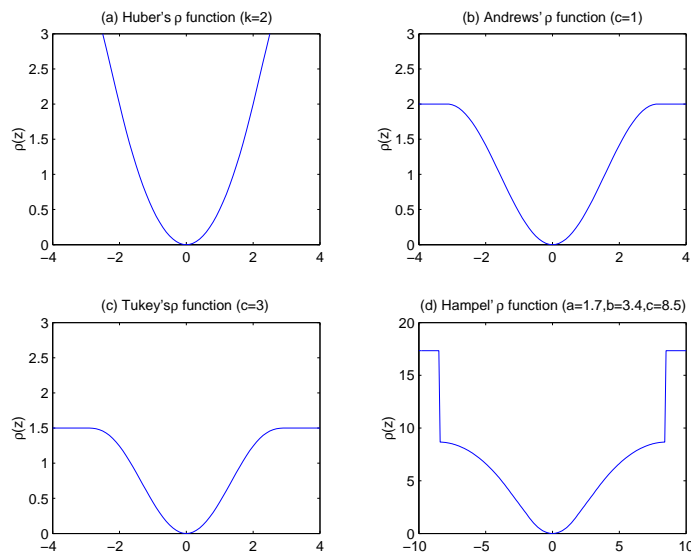 (a) Huber's ρ function (k=2)
3
2.5
2
1.5
1
0.5
0
ρ(z)
−4 −2 0 2 4
(b) Andrews' ρ function (c=1)
3
2.5
2
1.5
1
0.5
0
ρ(z)
−4 −2 0 2 4
(c) Tukey'sρ function (c=3)
3
2.5
2
1.5
1
0.5
0
ρ(z)
−4 −2 0 2 4
(d) Hampel' ρ function (a=1.7,b=3.4,c=8.5)
20
15
10
5
0
ρ(z)
−10 −5 0 5 10